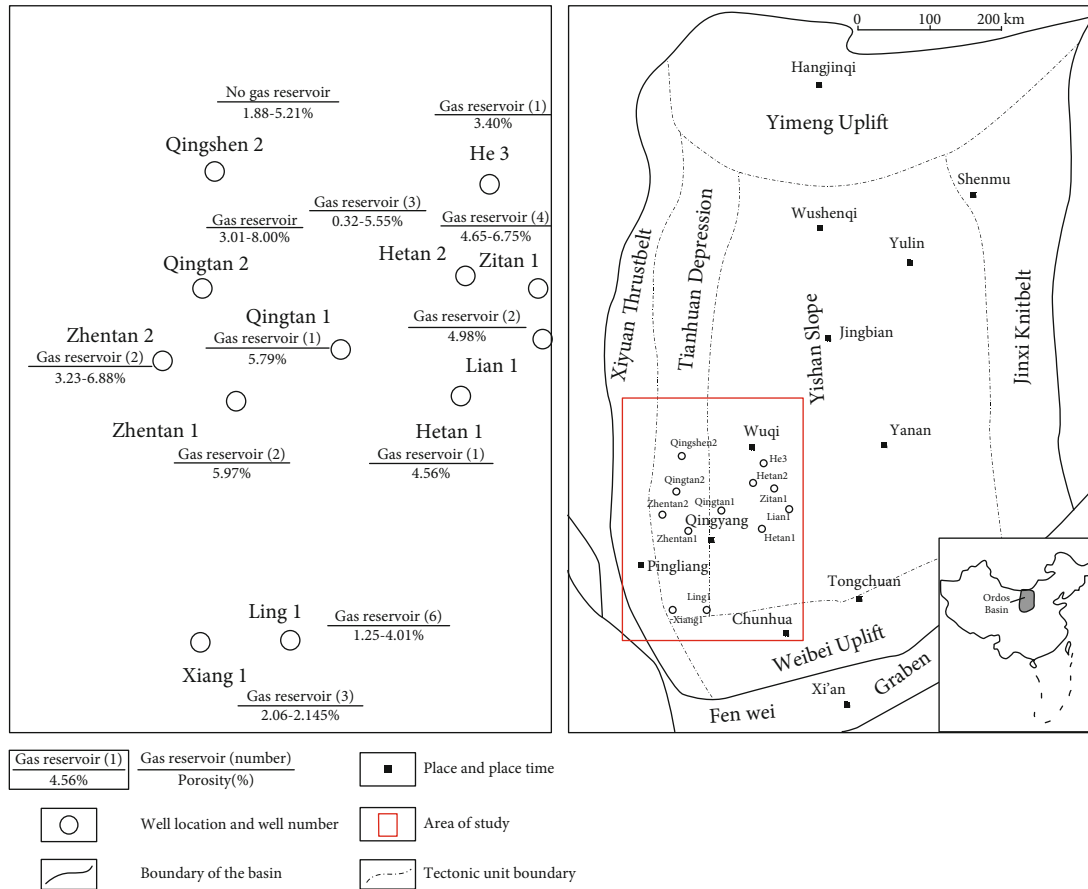 No gas reservoir
1.88-5.21%
Qingshen 2
Gas reservoir (1)
3.40%
He 3
Gas reservoir (3)
0.32-5.55%
Gas reservoir
3.01-8.00%
Gas reservoir (4)
4.65-6.75%
Qingtan 2
Hetan 2
Zitan 1
Zhentan 2
Gas reservoir (2)
3.23-6.88%
Qingtan 1
Gas reservoir (1)
5.79%
Gas reservoir (2)
4.98%
Lian 1
Zhentan 1
Gas reservoir (2)
5.97%
Hetan 1
Gas reservoir (1)
4.56%
Ling 1
Gas reservoir (6)
1.25-4.01%
Xiang 1
Gas reservoir (3)
2.06-2.145%
0 100 200 km
Hangjinqi
Yimeng Uplift
Shenmu
Wushenqi
Yulin
Xiyuan Thrustbelt
Tianhuan Depression
Yishan Slope
Jingbian
Jinxi Knitbelt
Wuqi
Yanan
Qingshen2
He3
Hetan2
Qingtan2
Zitan1
Zhentan2
Qingtan1
Lian1
Qingyang
Zhentan1
Hetan1
Pingliang
Ling1
Xiang1
Tongchuan
Chunhua
Weibei Uplift
Xi'an
Graben
Fen wei
Ordos
Basin
Gas reservoir (1)
4.56%
Gas reservoir (number)
Porosity(%)
Place and place time
Well location and well number
Area of study
Boundary of the basin
Tectonic unit boundary